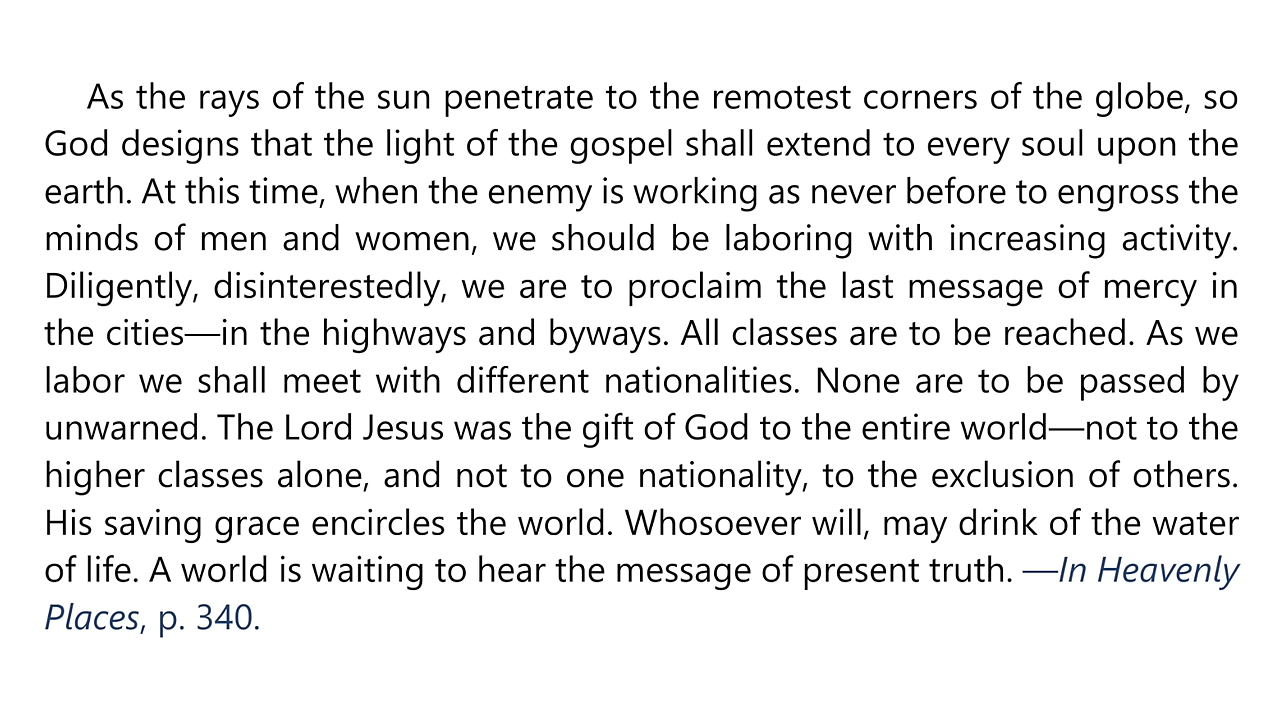 As the rays of the sun penetrate to the remotest corners of the globe, so
God designs that the light of the gospel shall extend to every soul upon the
earth. At this time, when the enemy is working as never before to engross the
minds of men and women, we should be laboring with increasing activity.
Diligently, disinterestedly, we are to proclaim the last message of mercy in
the cities—in the highways and byways. All classes are to be reached. As we
labor we shall meet with different nationalities. None are to be passed by
unwarned. The Lord Jesus was the gift of God to the entire world—not to the
higher classes alone, and not to one nationality, to the exclusion of others.
His saving grace encircles the world. Whosoever will, may drink of the water
of life. A world is waiting to hear the message of present truth. —In Heavenly
Places, p. 340.